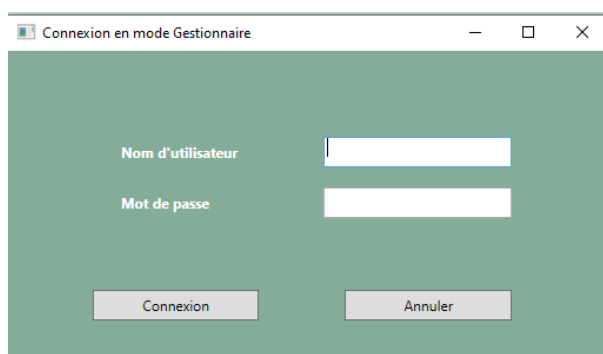 Connexion en mode Gestionnaire
Nom d'utilisateur
Mot de passe
Connexion Annuler